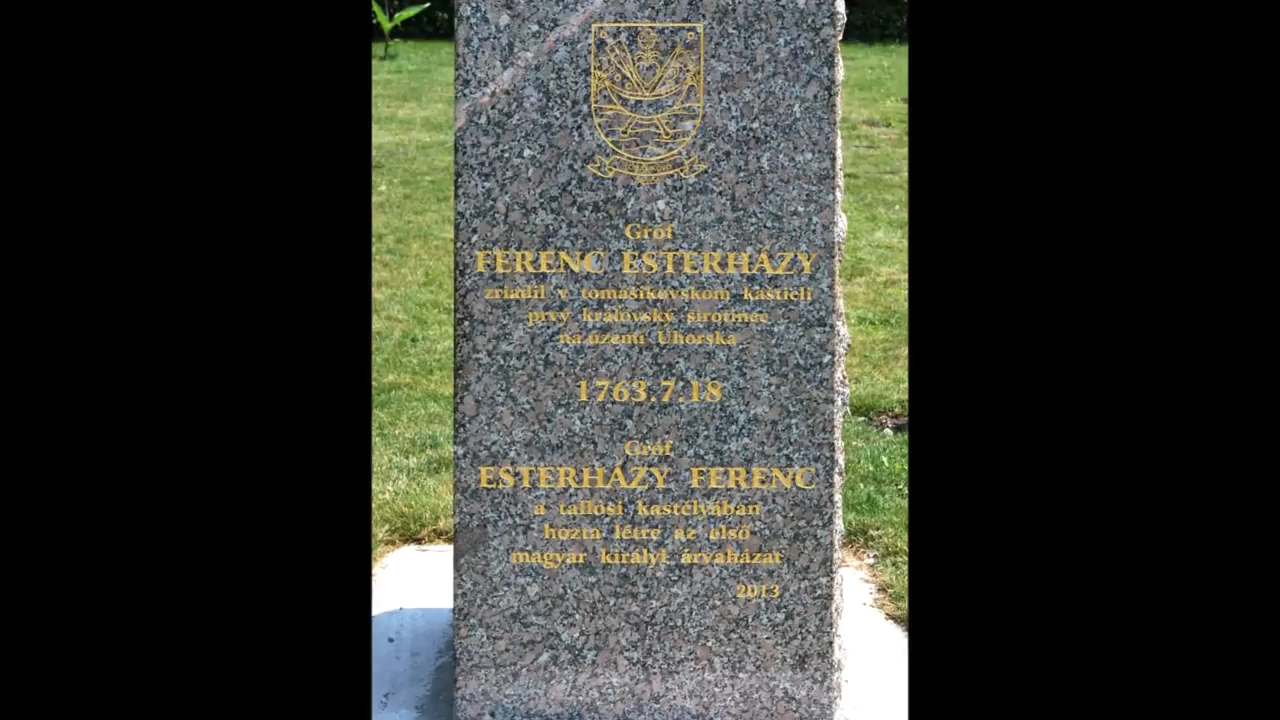 Gróf
FERENC ESTERHÁZY
zriadil v tomášikovskom kaštieli
prvý kráľovský sirotinec
na území Uhorska
1763.7.18
Gróf
ESTERHÁZY FERENC
a tallósi kastélyában
hozta létre az első
magyar királyi árvaházat
2013